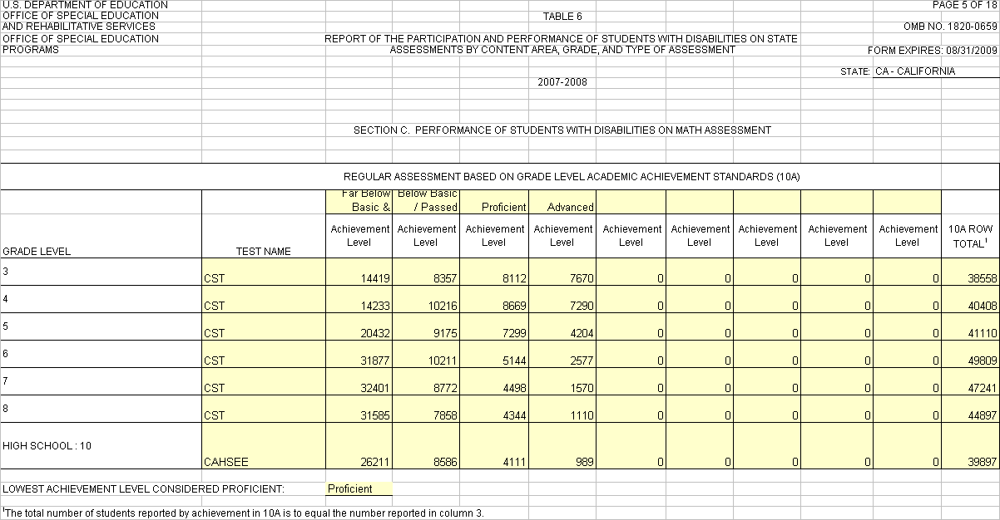 U.S. DEPARTMENT OF EDUCATION PAGE 5 OF 18
OFFICE OF SPECIAL EDUCATION TABLE 6
AND REHABILITATIVE SERVICES OMB NO. 1820-0659
OFFICE OF SPECIAL EDUCATION REPORT OF THE PARTICIPATION AND PERFORMANCE OF STUDENTS WITH DISABILITIES ON STATE
PROGRAMS ASSESSMENTS BY CONTENT AREA, GRADE, AND TYPE OF ASSESSMENT FORM EXPIRES: 08/31/2009
STATE: CA - CALIFORNIA
2007-2008
SECTION C. PERFORMANCE OF STUDENTS WITH DISABILITIES ON MATH ASSESSMENT
REGULAR ASSESSMENT BASED ON GRADE LEVEL ACADEMIC ACHIEVEMENT STANDARDS (10A)
Far Below Below Basic
Basic & / Passed Proficient Advanced
Achievement Achievement Achievement Achievement Achievement Achievement Achievement Achievement Achievement 10A ROW
Level Level Level Level Level Level Level Level Level TOTAL¹
GRADE LEVEL TEST NAME
3 CST 14419 8357 8112 7670 0 0 0 0 0 38558
4 CST 14233 10216 8669 7290 0 0 0 0 0 40408
5 CST 20432 9175 7299 4204 0 0 0 0 0 41110
6 CST 31877 10211 5144 2577 0 0 0 0 0 49809
7 CST 32401 8772 4498 1570 0 0 0 0 0 47241
8 CST 31585 7858 4344 1110 0 0 0 0 0 44897
HIGH SCHOOL : 10 CAHSEE 26211 8586 4111 989 0 0 0 0 0 39897
LOWEST ACHIEVEMENT LEVEL CONSIDERED PROFICIENT: Proficient
¹The total number of students reported by achievement in 10A is to equal the number reported in column 3.